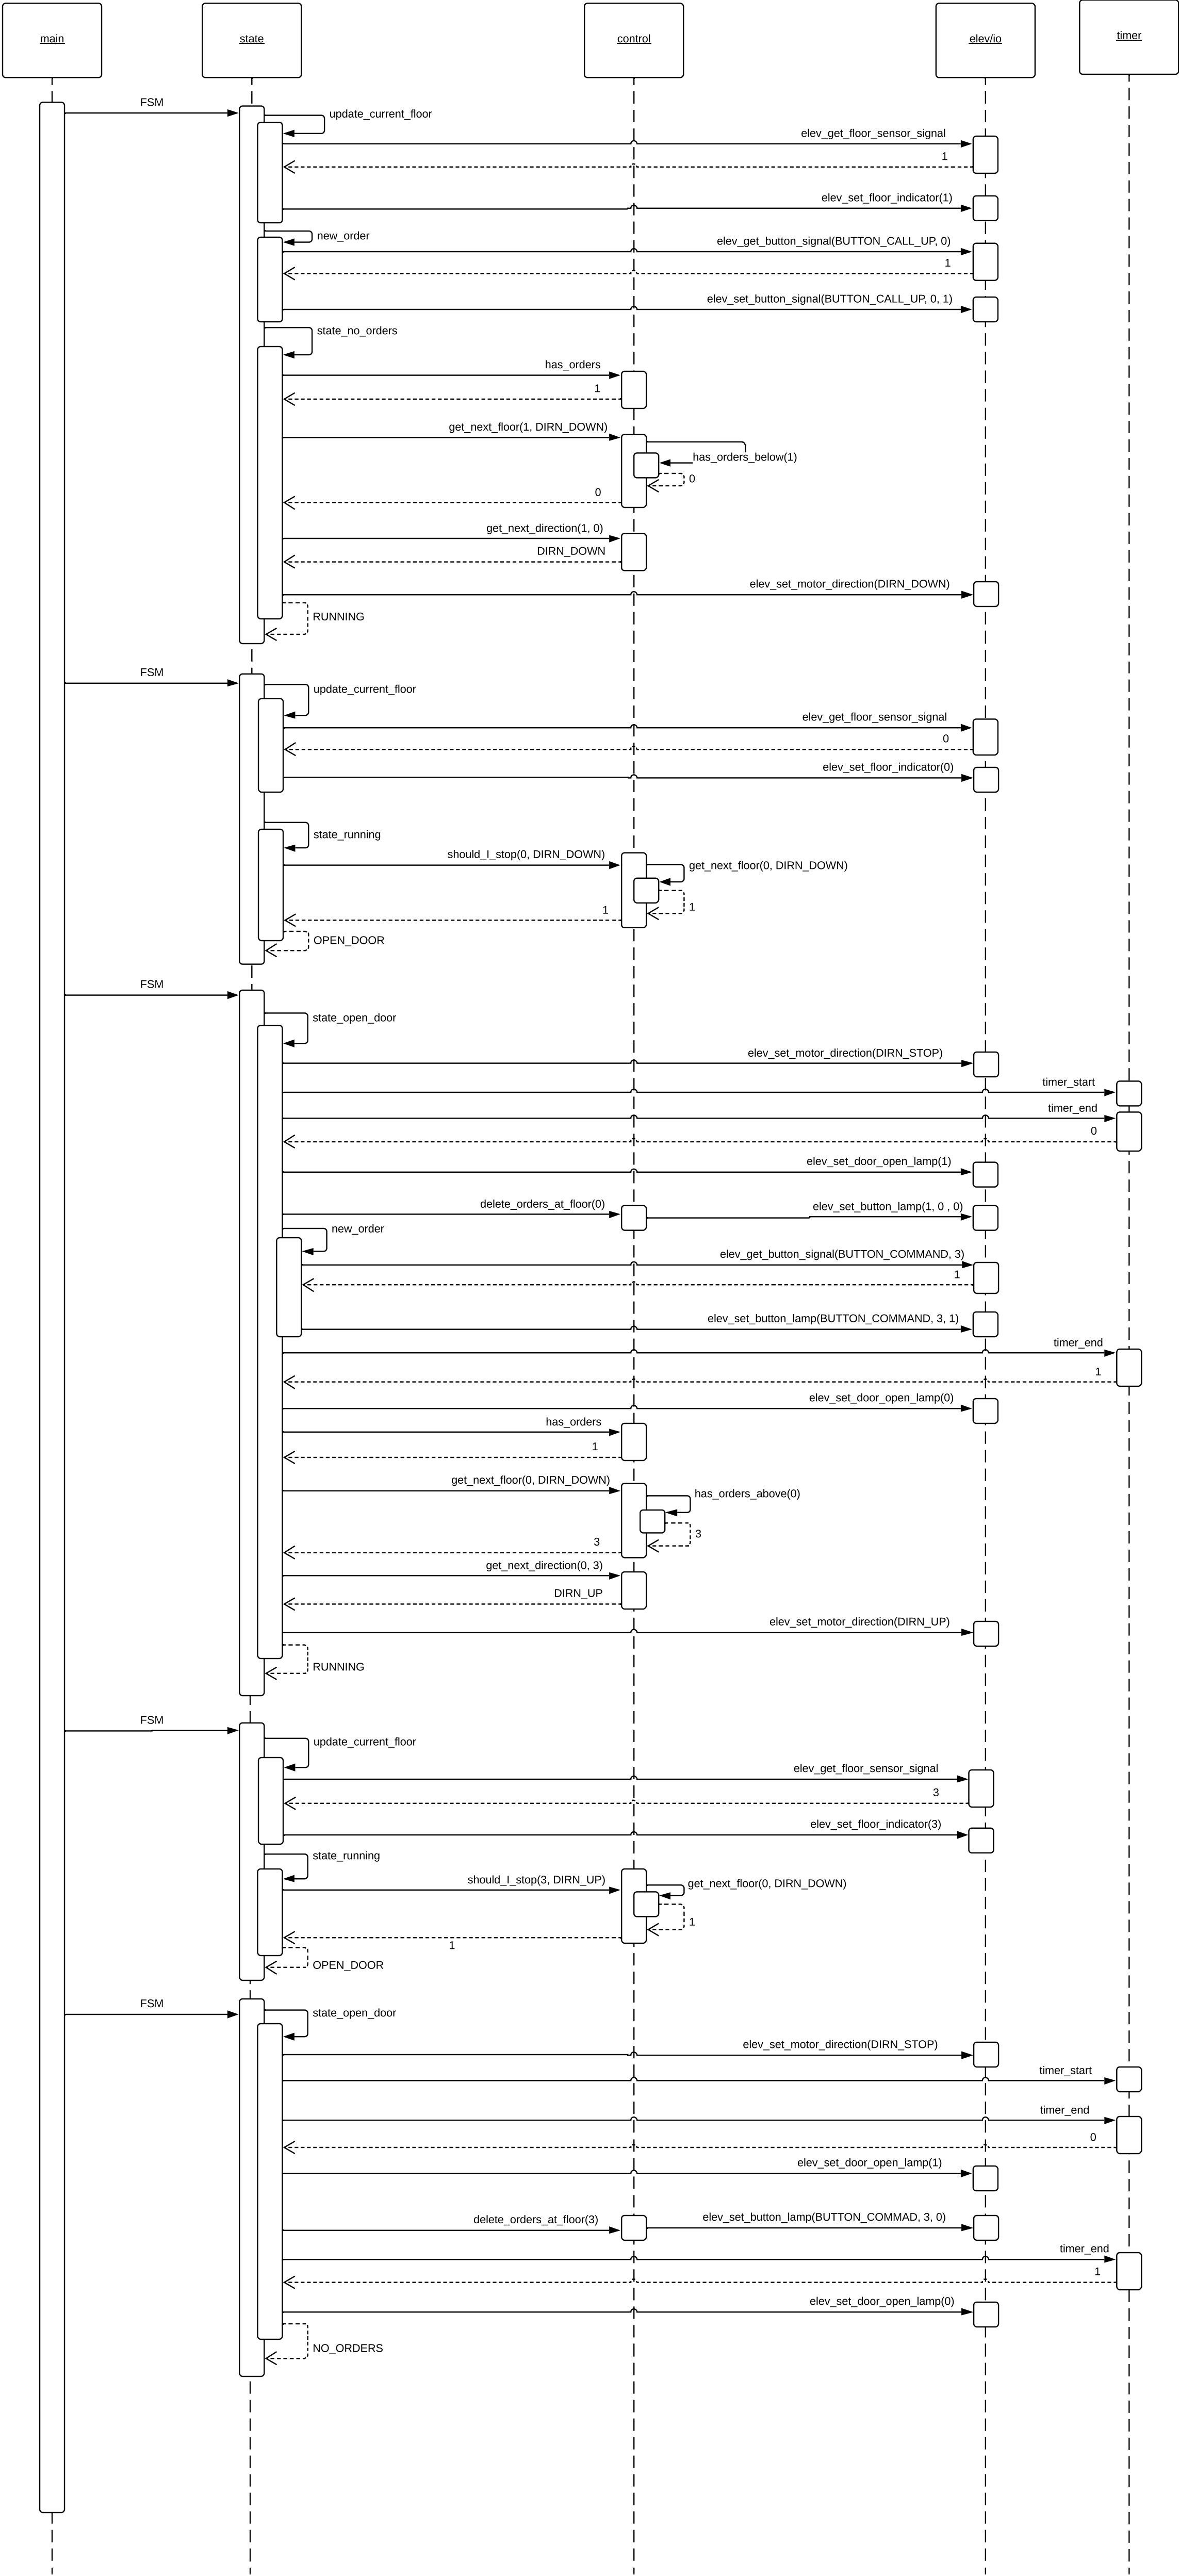 main
state
control
elev/io
timer
FSM
update_current_floor
elev_get_floor_sensor_signal
1
elev_set_floor_indicator(1)
new_order
elev_get_button_signal(BUTTON_CALL_UP, 0)
1
elev_set_button_signal(BUTTON_CALL_UP, 0, 1)
state_no_orders
has_orders
1
get_next_floor(1, DIRN_DOWN)
has_orders_below(1)
0
0
get_next_direction(1, 0)
DIRN_DOWN
elev_set_motor_direction(DIRN_DOWN)
RUNNING
FSM
update_current_floor
elev_get_floor_sensor_signal
0
elev_set_floor_indicator(0)
state_running
should_I_stop(0, DIRN_DOWN)
get_next_floor(0, DIRN_DOWN)
1
1
OPEN_DOOR
FSM
state_open_door
elev_set_motor_direction(DIRN_STOP)
timer_start
timer_end
0
elev_set_door_open_lamp(1)
delete_orders_at_floor(0)
elev_set_button_lamp(1, 0 , 0)
new_order
elev_get_button_signal(BUTTON_COMMAND, 3)
1
elev_set_button_lamp(BUTTON_COMMAND, 3, 1)
timer_end
1
elev_set_door_open_lamp(0)
has_orders
1
get_next_floor(0, DIRN_DOWN)
has_orders_above(0)
3
3
get_next_direction(0, 3)
DIRN_UP
elev_set_motor_direction(DIRN_UP)
RUNNING
FSM
update_current_floor
elev_get_floor_sensor_signal
3
elev_set_floor_indicator(3)
state_running
should_I_stop(3, DIRN_UP)
get_next_floor(0, DIRN_DOWN)
1
1
OPEN_DOOR
FSM
state_open_door
elev_set_motor_direction(DIRN_STOP)
timer_start
timer_end
0
elev_set_door_open_lamp(1)
delete_orders_at_floor(3)
elev_set_button_lamp(BUTTON_COMMAD, 3, 0)
timer_end
1
elev_set_door_open_lamp(0)
NO_ORDERS